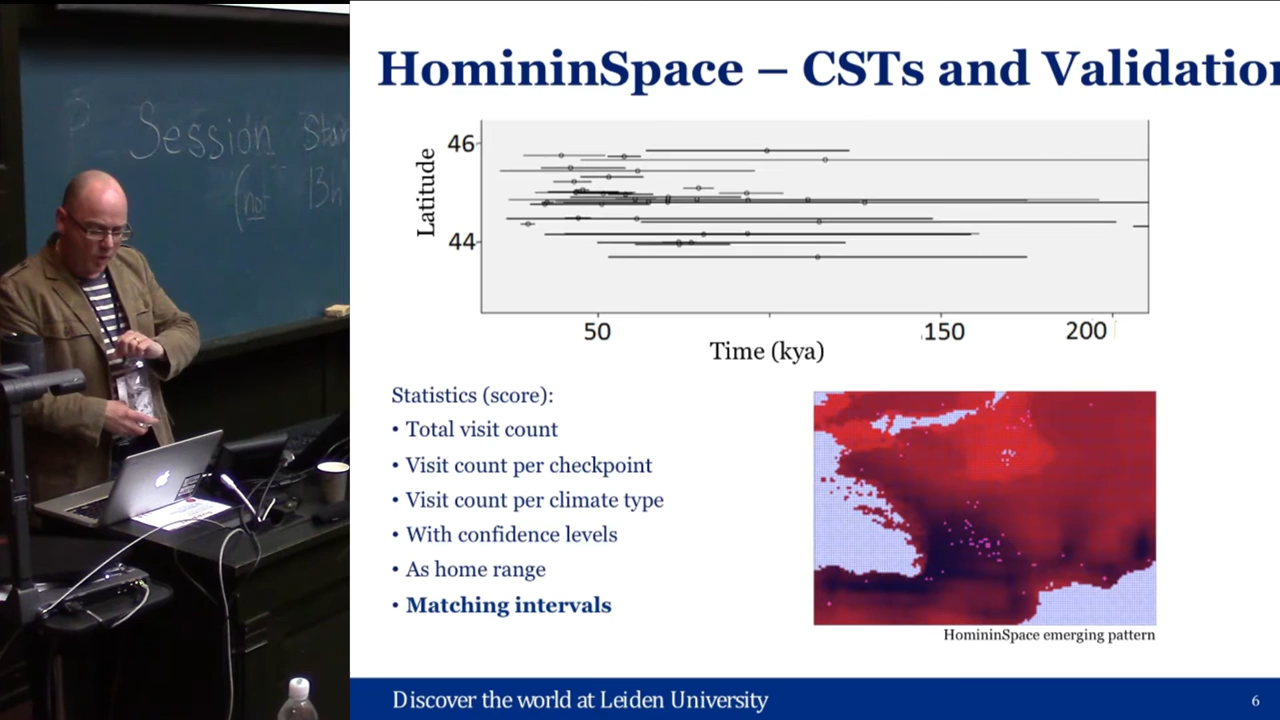 HomininSpace – CSTs and Validation
Session Star
(not 13h
Latitude
46
44
50
150
200
Time (kya)
Statistics (score):
• Total visit count
• Visit count per checkpoint
• Visit count per climate type
• With confidence levels
• As home range
• Matching intervals
HomininSpace emerging pattern
Discover the world at Leiden University
6